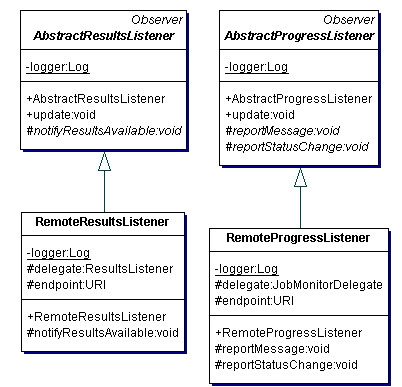 Observer
AbstractResultsListener
-logger:Log
+AbstractResultsListener
+update:void
#notifyResultsAvailable:void
Observer
AbstractProgressListener
-logger:Log
+AbstractProgressListener
+update:void
#reportMessage:void
#reportStatusChange:void
RemoteResultsListener
-logger:Log
#delegate:ResultsListener
#endpoint:URI
+RemoteResultsListener
#notifyResultsAvailable:void
RemoteProgressListener
-logger:Log
#delegate:JobMonitorDelegate
#endpoint:URI
+RemoteProgressListener
#reportMessage:void
#reportStatusChange:void